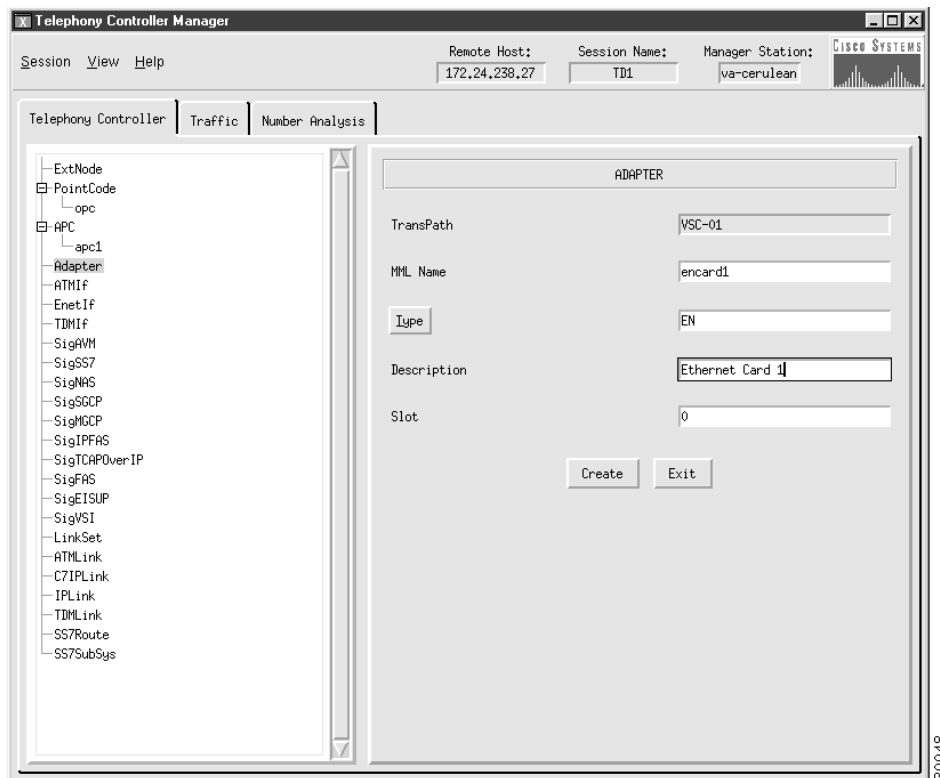 X Telephony Controller Manager
Session View Help
Remote Host: Session Name: Manager Station:
172.24.238.27 TD1 va-cerulean
CISCO SYSTEMS
Telephony Controller Traffic Number Analysis
ExtNode
PointCode
opc
APC
apc1
Adapter
ATMIf
EnetIf
TDMIf
SigAVM
SigSS7
SigNAS
SigSGCP
SigMGCP
SigIPFAS
SigTCAPOverIP
SigFAS
SigEISUP
SigVSI
LinkSet
ATMLink
C7IPLink
IPLink
TDMLink
SS7Route
SS7SubSys
ADAPTER
TransPath VSC-01
MML Name encard1
Type EN
Description Ethernet Card 1
Slot 0
Create Exit